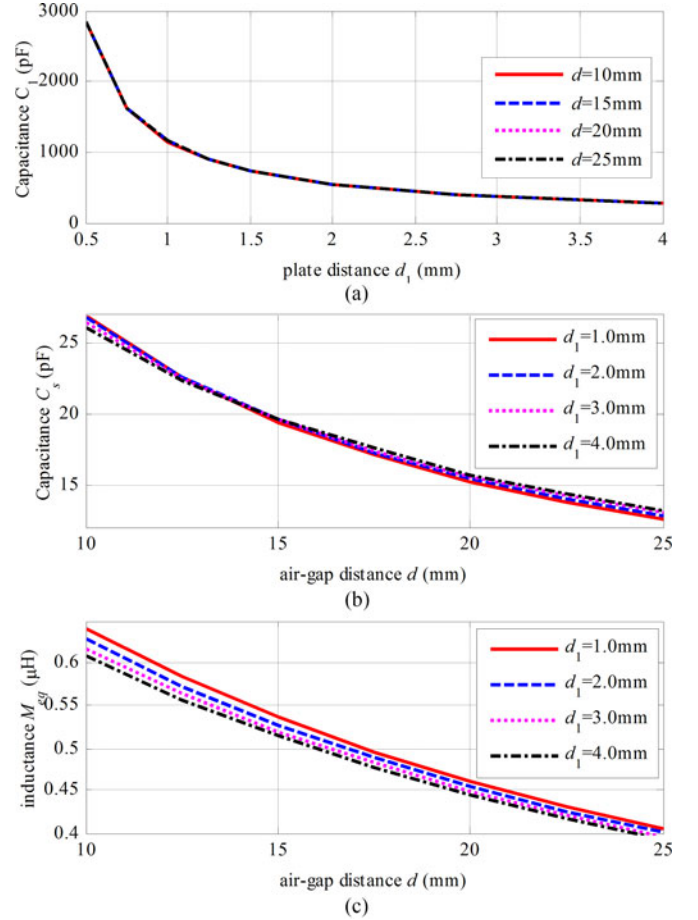 Capacitance C_ (pF)
3000
2000
1000
0
d=10mm
d=15mm
d=20mm
d=25mm
0.5 1 1.5 2 2.5 3 3.5 4
plate distance d₁ (mm)
(a)
Capacitance Cₛ (pF)
25
20
15
d₁=1.0mm
d₁=2.0mm
d₁=3.0mm
d₁=4.0mm
10 15 20 25
air-gap distance d (mm)
(b)
inductance M_eq (μH)
0.6
0.55
0.5
0.45
0.4
d₁=1.0mm
d₁=2.0mm
d₁=3.0mm
d₁=4.0mm
10 15 20 25
air-gap distance d (mm)
(c)